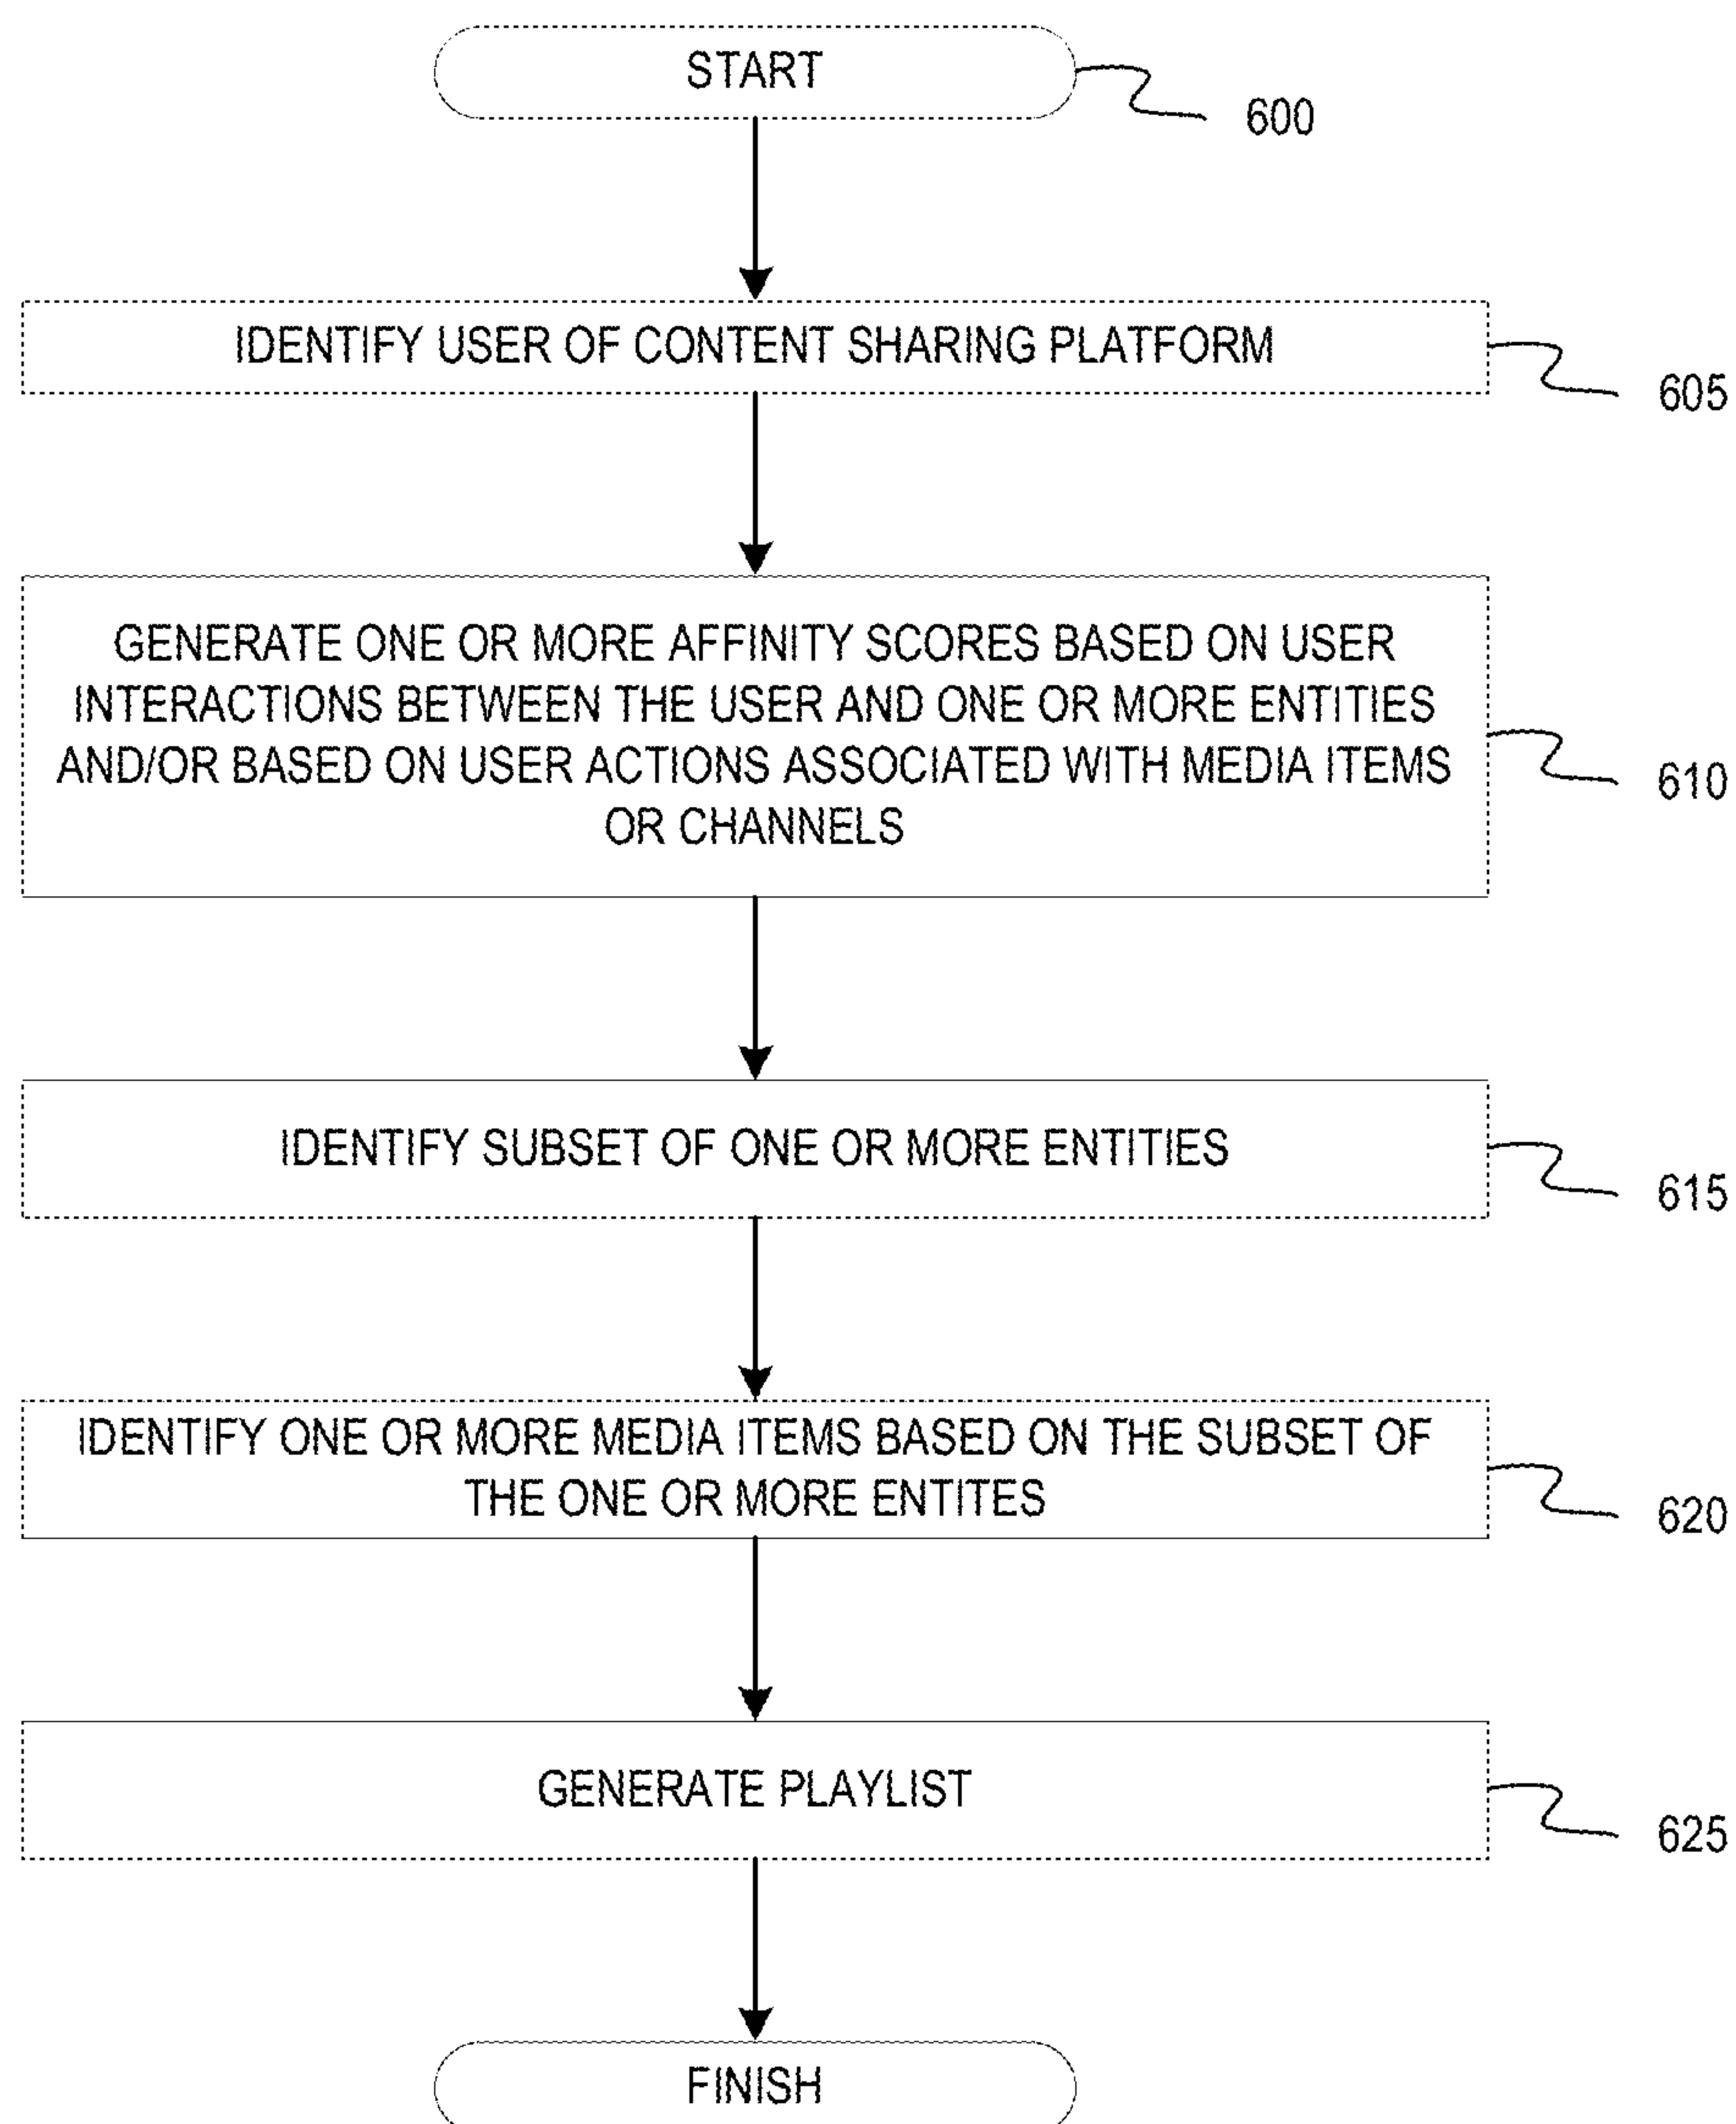 START
600
IDENTIFY USER OF CONTENT SHARING PLATFORM
605
GENERATE ONE OR MORE AFFINITY SCORES BASED ON USER
INTERACTIONS BETWEEN THE USER AND ONE OR MORE ENTITIES
AND/OR BASED ON USER ACTIONS ASSOCIATED WITH MEDIA ITEMS
OR CHANNELS
610
IDENTIFY SUBSET OF ONE OR MORE ENTITIES
615
IDENTIFY ONE OR MORE MEDIA ITEMS BASED ON THE SUBSET OF
THE ONE OR MORE ENTITES
620
GENERATE PLAYLIST
625
FINISH